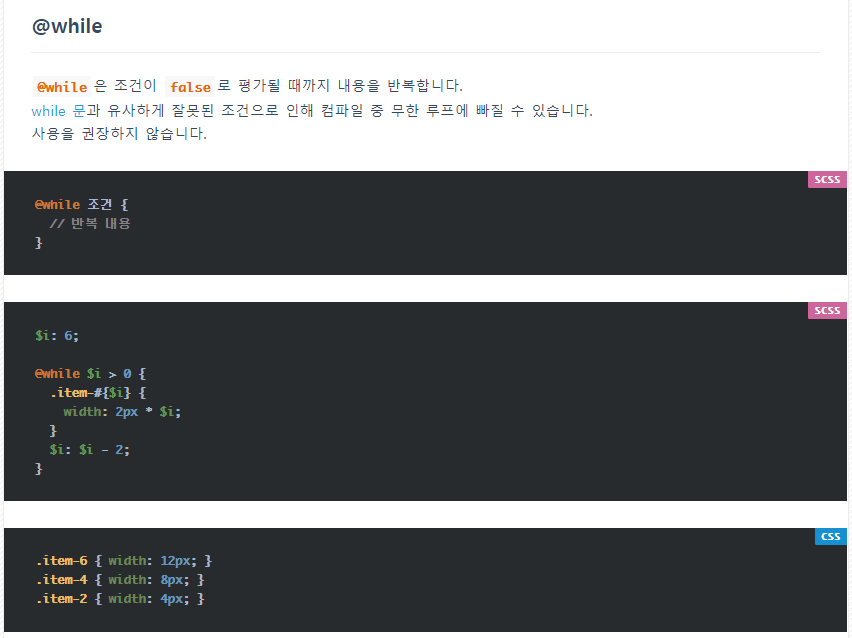 @while
@while 은 조건이 false 로 평가될 때까지 내용을 반복합니다.
while 문과 유사하게 잘못된 조건으로 인해 컴파일 중 무한 루프에 빠질 수 있습니다.
사용을 권장하지 않습니다.
SCSS
@while 조건 {
  // 반복 내용
}
SCSS
$i: 6;
@while $i > 0 {
  .item-#{$i} {
    width: 2px * $i;
  }
  $i: $i - 2;
}
CSS
.item-6 { width: 12px; }
.item-4 { width: 8px; }
.item-2 { width: 4px; }